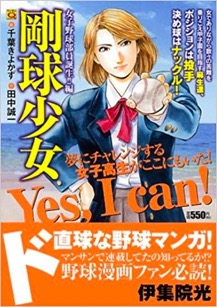 女子野球部員誕生編
剛球少女
千葉きよかず
田中誠一
ポジションは投手
決め球はナックル!
夢にチャレンジする
女子高生がここにもいた!
Yes, I can!
550円
ド直球な野球マンガ!
マンサンで連載してたの知ってるか!?
野球漫画ファン必読!
伊集院光